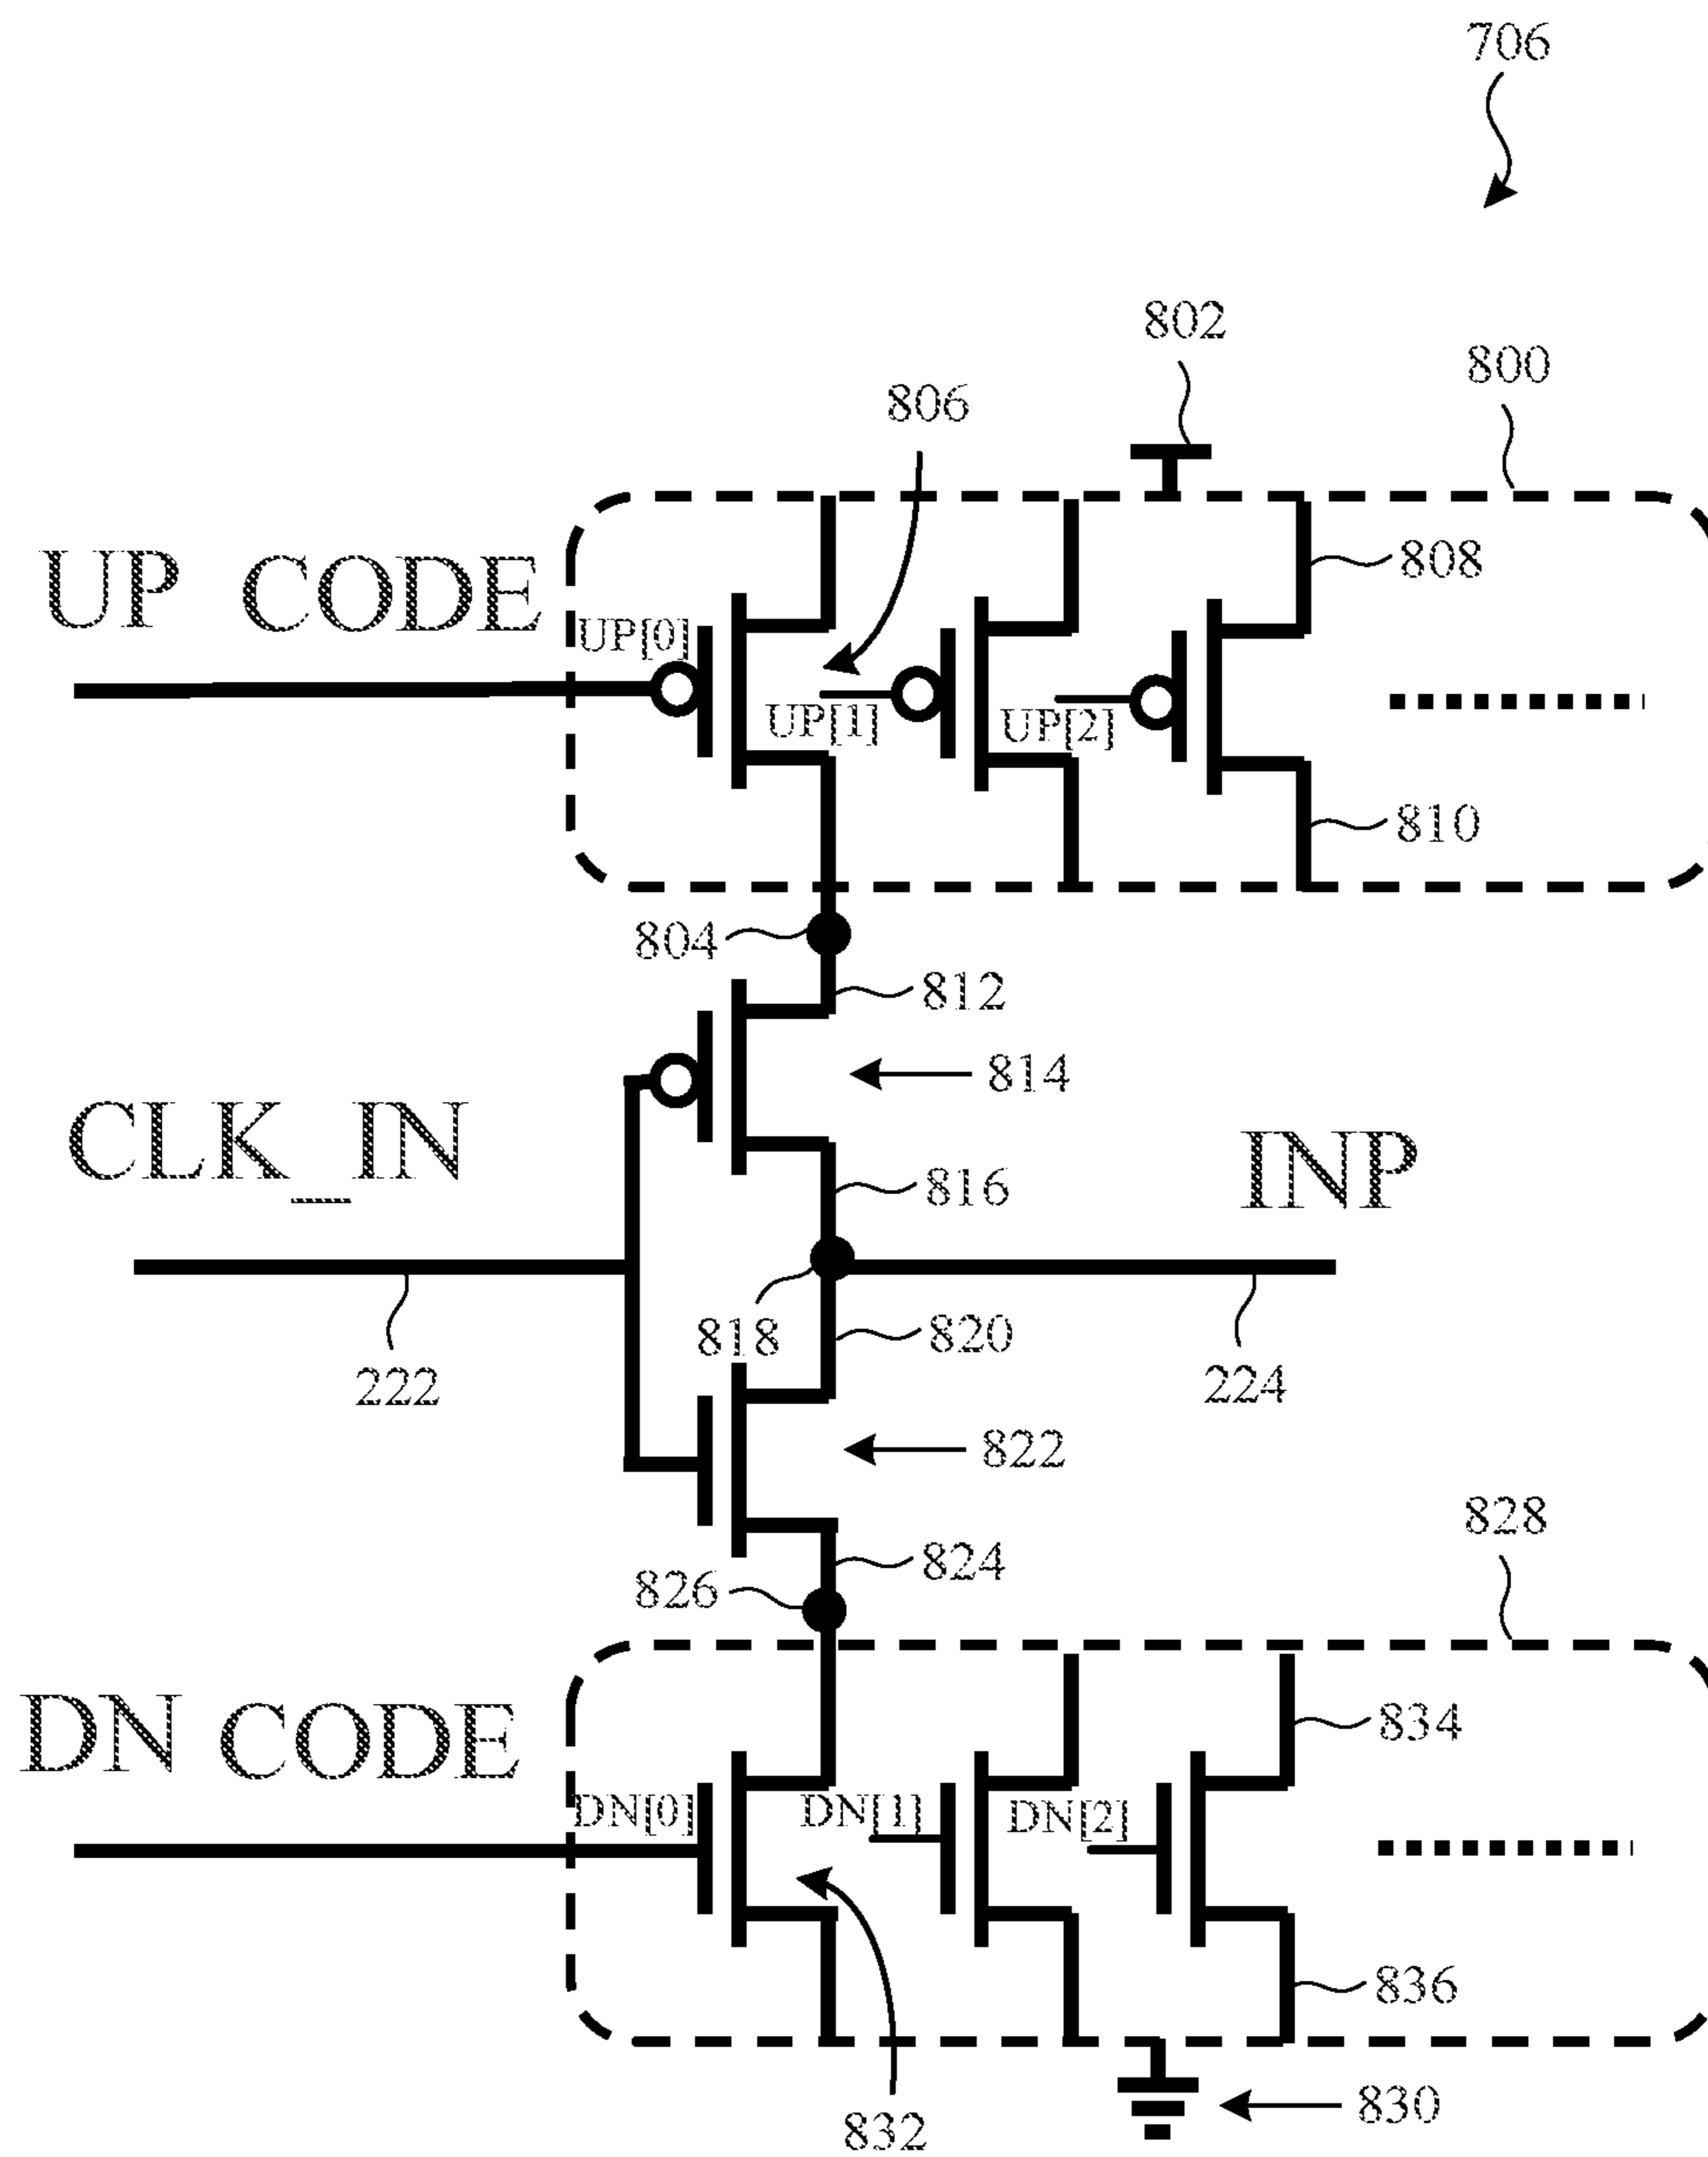 706
802
800
806
808
UP CODE
UP[0]
UP[1]
UP[2]
810
804
812
814
CLK_IN
INP
816
818
820
222
224
822
828
824
826
834
DN CODE
DN[0]
DN[1]
DN[2]
836
830
832